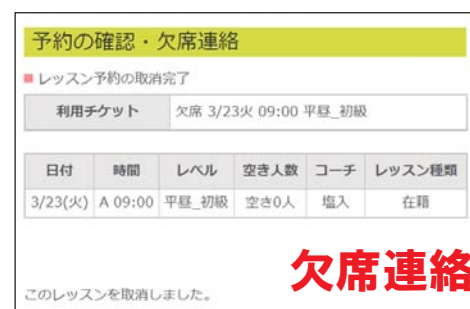 予約の確認・欠席連絡
レッスン予約の取消完了
利用チケット 欠席 3/23火 09:00 平昼_初級
日付 時間 レベル 空き人数 コーチ レッスン種類
3/23(火) A 09:00 平昼_初級 空き0人 塩入 在籍
欠席連絡
このレッスンを取消しました。